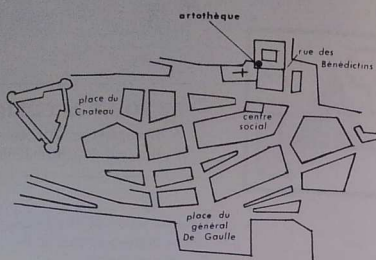 artothèque
rue des
Bénédictins
place du
Chateau
centre
social
place du
général
De Gaulle